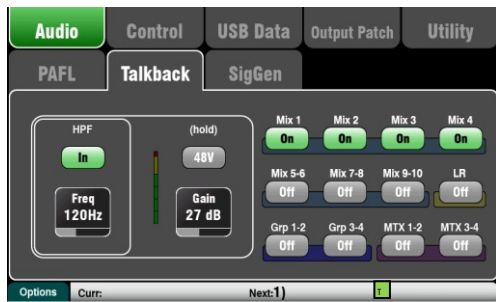 Audio Control USB Data Output Patch Utility
PAFL Talkback SigGen
HPF (hold) Mix 1 Mix 2 Mix 3 Mix 4
In 48V On On On On
Mix 5-6 Mix 7-8 Mix 9-10 LR
Freq Gain Off Off Off Off
120Hz 27 dB
Grp 1-2 Grp 3-4 MTX 1-2 MTX 3-4
Off Off Off Off
Options Curr: Next:1) T